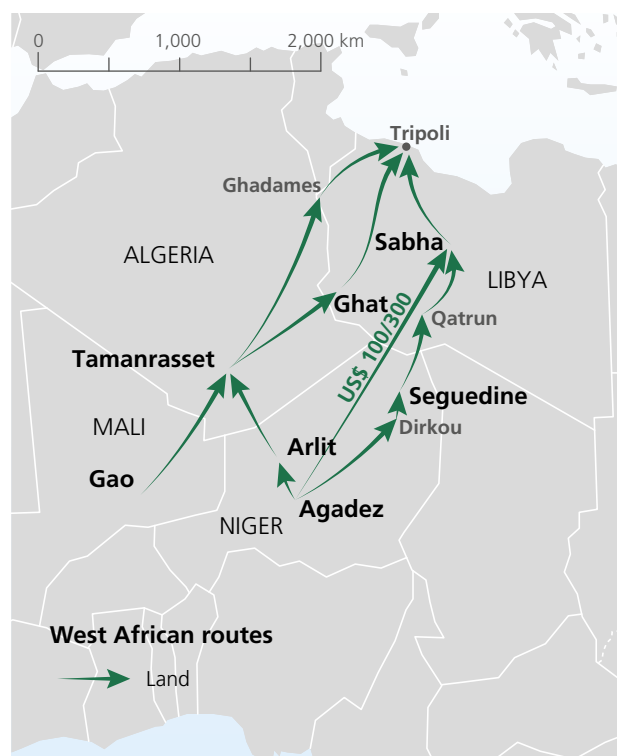 0 1,000 2,000 km
Tripoli
Ghadames
ALGERIA
Sabha
LIBYA
Ghat
US$ 100/300
Qatrun
Tamanrasset
Seguedine
MALI
Dirkou
Arlit
Gao
Agadez
NIGER
West African routes
Land